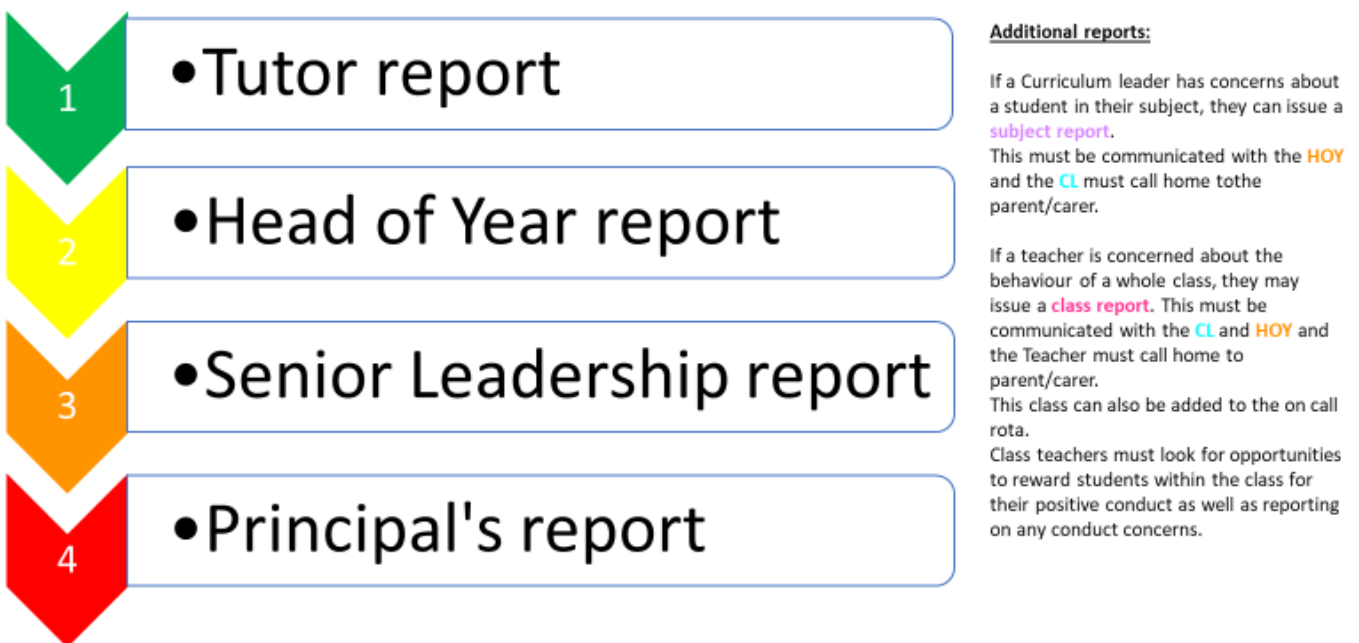 1
•Tutor report
2
•Head of Year report
3
•Senior Leadership report
4
•Principal's report
Additional reports:
If a Curriculum leader has concerns about
a student in their subject, they can issue a
subject report.
This must be communicated with the HOY
and the CL must call home tothe
parent/carer.
If a teacher is concerned about the
behaviour of a whole class, they may
issue a class report. This must be
communicated with the CL and HOY and
the Teacher must call home to
parent/carer.
This class can also be added to the on call
rota.
Class teachers must look for opportunities
to reward students within the class for
their positive conduct as well as reporting
on any conduct concerns.